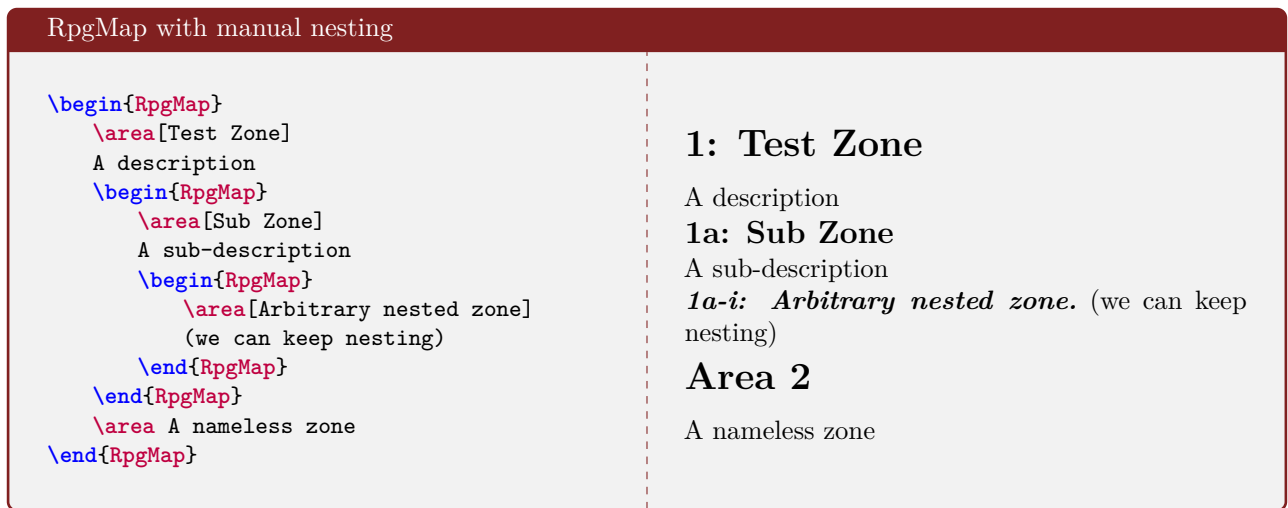 RpgMap with manual nesting
\begin{RpgMap}
    \area[Test Zone]
    A description
    \begin{RpgMap}
        \area[Sub Zone]
        A sub-description
        \begin{RpgMap}
            \area[Arbitrary nested zone]
            (we can keep nesting)
        \end{RpgMap}
    \end{RpgMap}
    \area A nameless zone
\end{RpgMap}
1: Test Zone
A description
1a: Sub Zone
A sub-description
1a-i: Arbitrary nested zone. (we can keep
nesting)
Area 2
A nameless zone